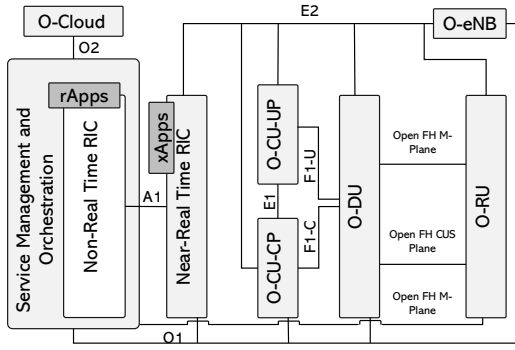 O-Cloud
E2
O-eNB
O2
rApps
xApps
Service Management and
Orchestration
Non-Real Time RIC
A1
Near-Real Time RIC
O-CU-UP
E1
O-CU-CP
F1-U
F1-C
O-DU
Open FH M-
Plane
Open FH CUS
Plane
Open FH M-
Plane
O-RU
O1